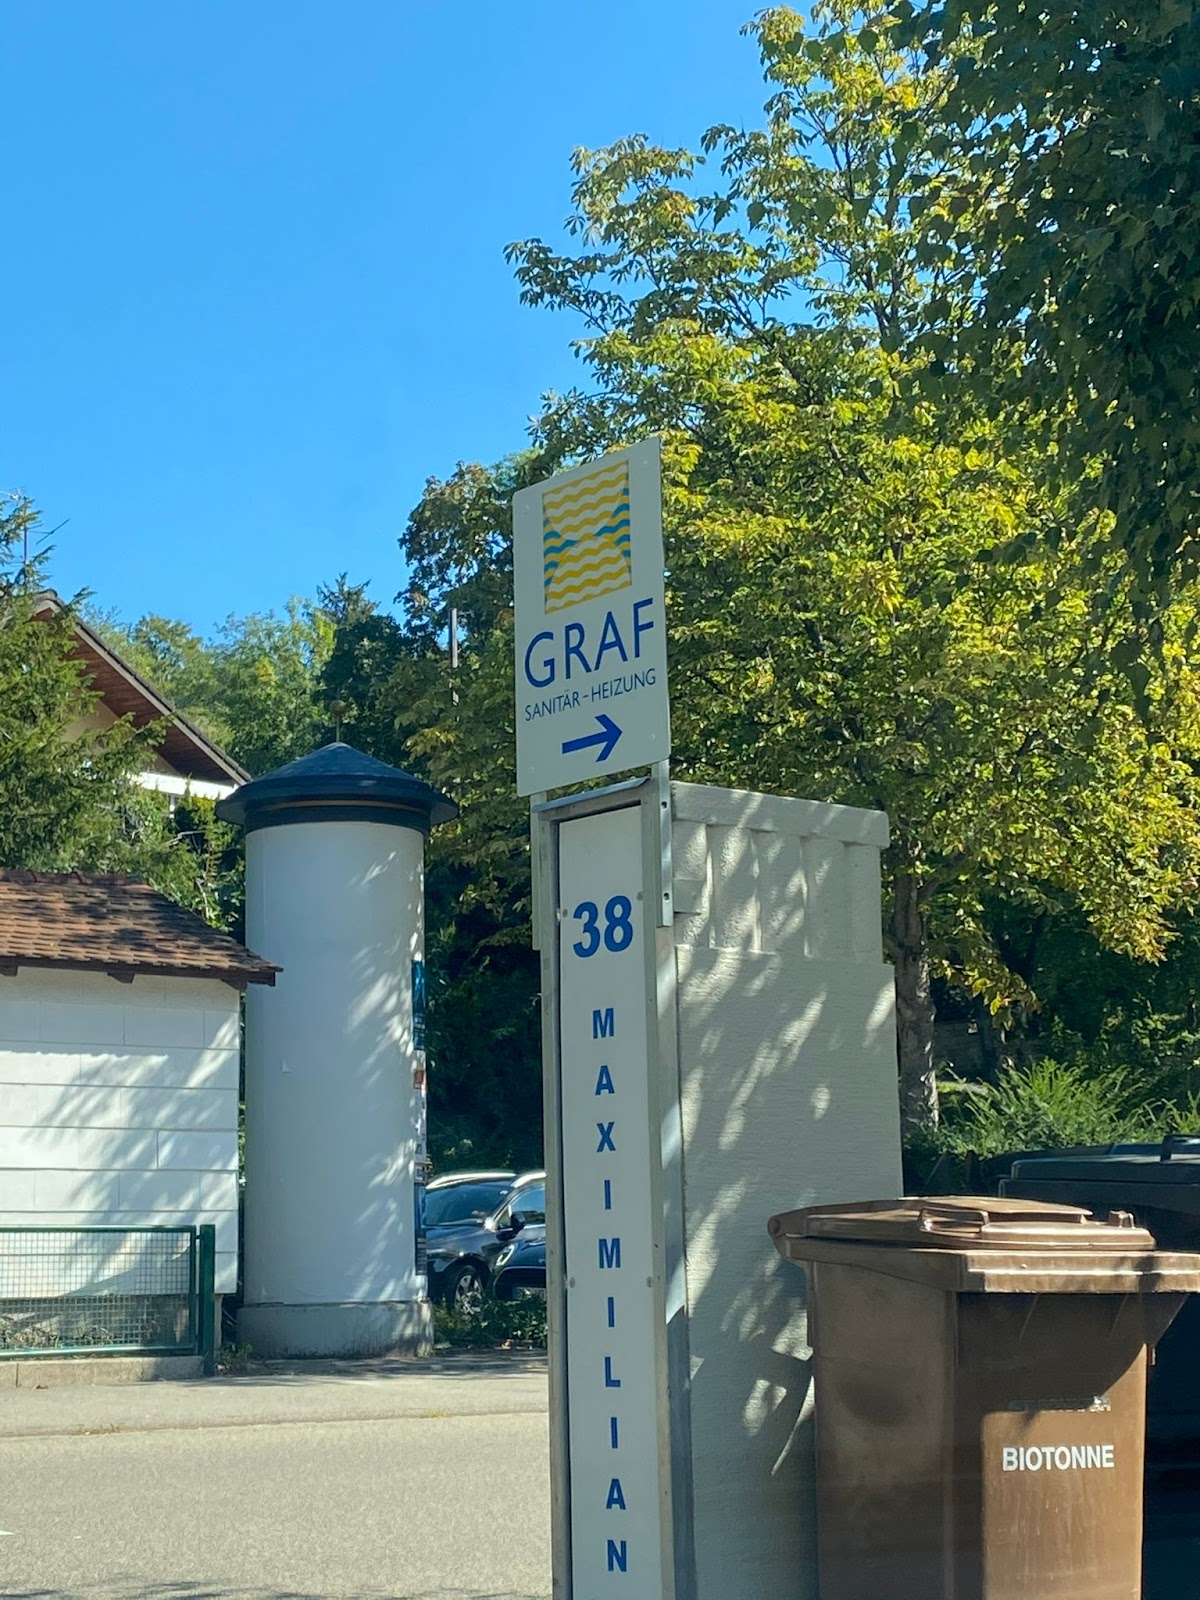 GRAF
SANITÄR-HEIZUNG
38
MAXIMILIAN
BIOTONNE